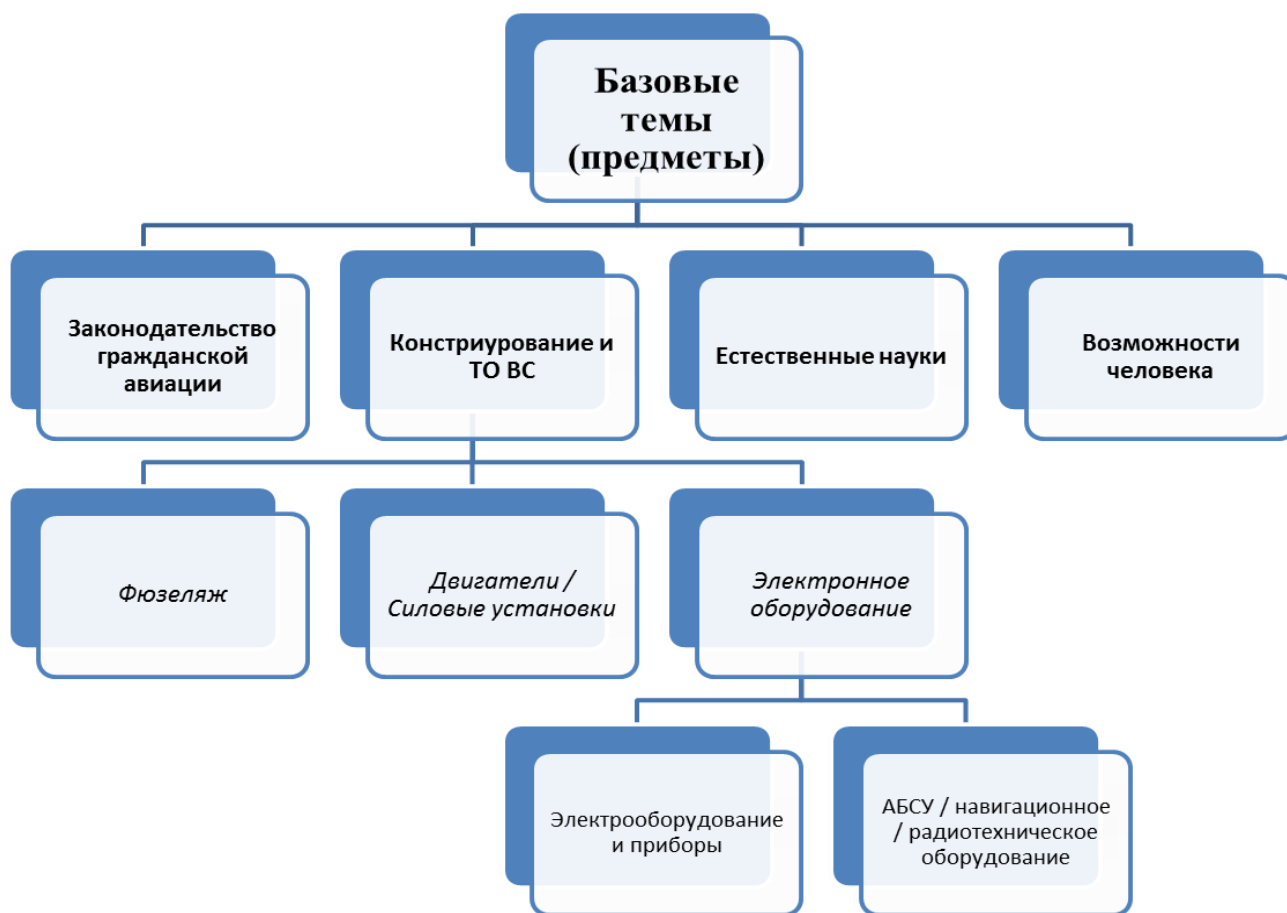 Базовые
темы
(предметы)
Законодательство
гражданской
авиации
Констриурование и
ТО ВС
Естественные науки
Возможности
человека
Фюзеляж
Двигатели /
Силовые установки
Электронное
оборудование
Электрооборудование
и приборы
АБСУ / навигационное
/ радиотехническое
оборудование